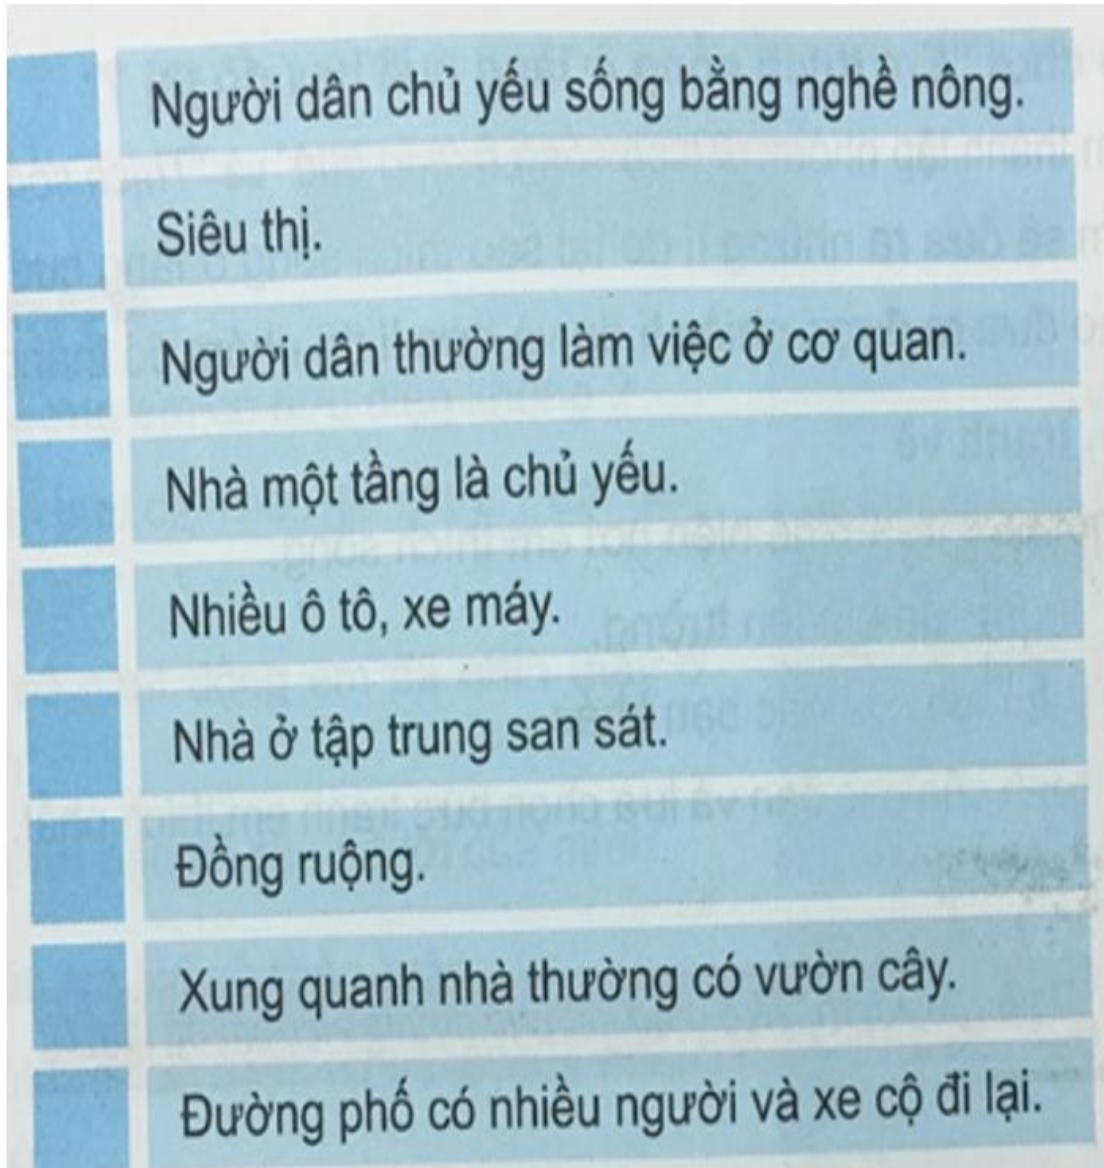 Người dân chủ yếu sống bằng nghề nông.
Siêu thị.
Người dân thường làm việc ở cơ quan.
Nhà một tầng là chủ yếu.
Nhiều ô tô, xe máy.
Nhà ở tập trung san sát.
Đồng ruộng.
Xung quanh nhà thường có vườn cây.
Đường phố có nhiều người và xe cộ đi lại.